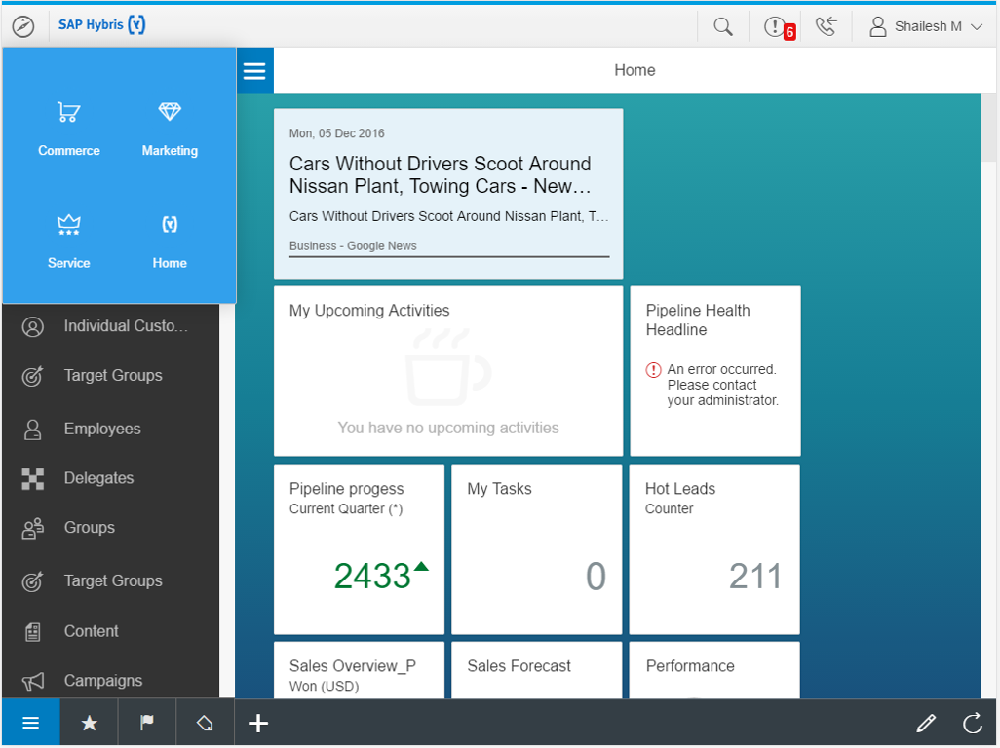 SAP Hybris (Y)
6
Shailesh M
Home
Commerce
Marketing
Service
Home
Individual Custo...
Target Groups
Employees
Delegates
Groups
Target Groups
Content
Campaigns
Mon, 05 Dec 2016
Cars Without Drivers Scoot Around
Nissan Plant, Towing Cars - New...
Cars Without Drivers Scoot Around Nissan Plant, T...
Business - Google News
My Upcoming Activities
You have no upcoming activities
Pipeline Health
Headline
An error occurred.
Please contact
your administrator.
Pipeline progess
Current Quarter (*)
2433
My Tasks
0
Hot Leads
Counter
211
Sales Overview_P
Won (USD)
Sales Forecast
Performance